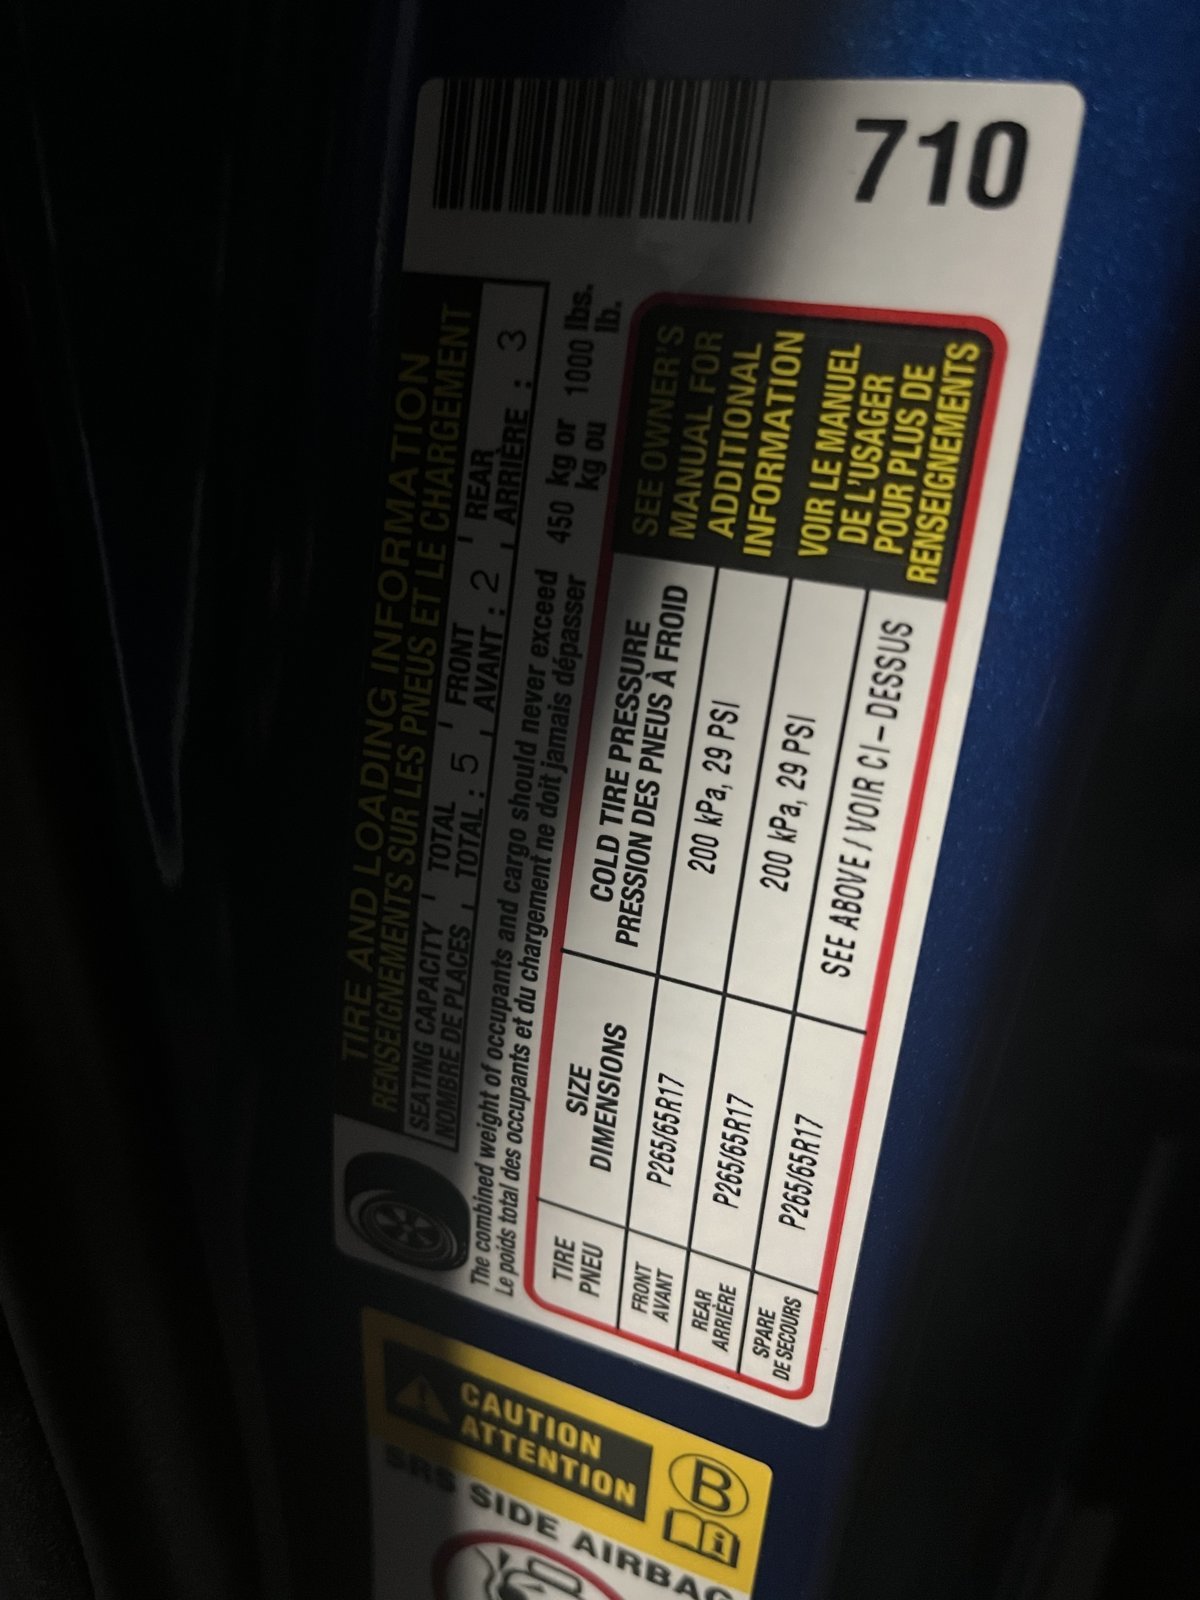 TIRE AND LOADING INFORMATION
RENSEIGNEMENTS SUR LES PNEUS ET LE CHARGEMENT
SEATING CAPACITY TOTAL FRONT REAR
NOMBRE DE PLACES TOTAL : 5 AVANT : 2 ARRIÈRE : 3
The combined weight of occupants and cargo should never exceed 450 kg or 1000 lbs.
Le poids total des occupants et du chargement ne doit jamais dépasser kg ou lb.
TIRE SIZE COLD TIRE PRESSURE
PNEU DIMENSIONS PRESSION DES PNEUS À FROID
FRONT P265/65R17 200 kPa, 29 PSI
AVANT
REAR P265/65R17 200 kPa, 29 PSI
ARRIÈRE
SPARE P265/65R17 SEE ABOVE / VOIR CI-DESSUS
DE SECOURS
SEE OWNER'S
MANUAL FOR
ADDITIONAL
INFORMATION
VOIR LE MANUEL
DE L'USAGER
POUR PLUS DE
RENSEIGNEMENTS
710
CAUTION
ATTENTION
B
i
SRS SIDE AIRBAG